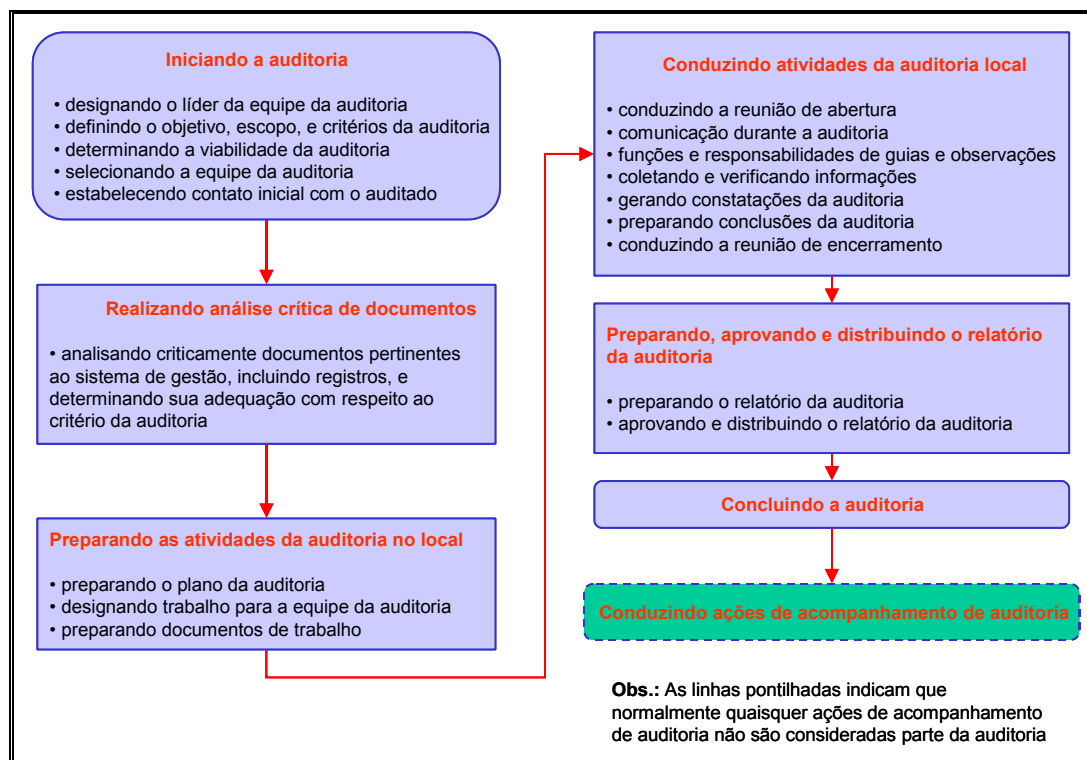 Iniciando a auditoria
• designando o líder da equipe da auditoria
• definindo o objetivo, escopo, e critérios da auditoria
• determinando a viabilidade da auditoria
• selecionando a equipe da auditoria
• estabelecendo contato inicial com o auditado
Realizando análise crítica de documentos
• analisando criticamente documentos pertinentes
ao sistema de gestão, incluindo registros, e
determinando sua adequação com respeito ao
critério da auditoria
Preparando as atividades da auditoria no local
• preparando o plano da auditoria
• designando trabalho para a equipe da auditoria
• preparando documentos de trabalho
Conduzindo atividades da auditoria local
• conduzindo a reunião de abertura
• comunicação durante a auditoria
• funções e responsabilidades de guias e observações
• coletando e verificando informações
• gerando constatações da auditoria
• preparando conclusões da auditoria
• conduzindo a reunião de encerramento
Preparando, aprovando e distribuindo o relatório
da auditoria
• preparando o relatório da auditoria
• aprovando e distribuindo o relatório da auditoria
Concluindo a auditoria
Conduzindo ações de acompanhamento de auditoria
Obs.: As linhas pontilhadas indicam que
normalmente quaisquer ações de acompanhamento
de auditoria não são consideradas parte da auditoria